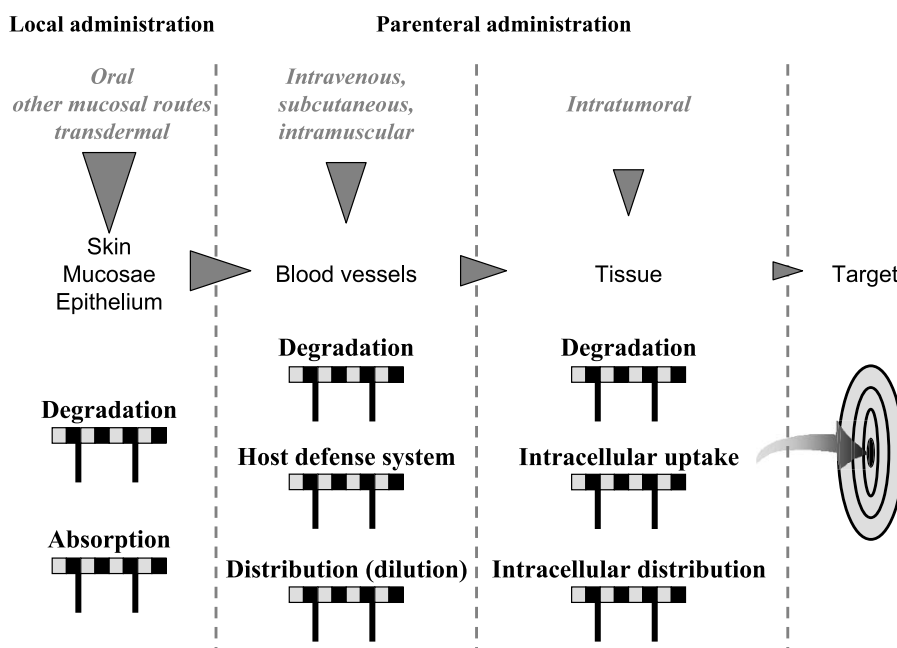 Local administration
Parenteral administration
Oral
other mucosal routes
transdermal
Intravenous,
subcutaneous,
intramuscular
Intratumoral
Skin
Mucosae
Epithelium
Blood vessels
Tissue
Target
Degradation
Absorption
Degradation
Host defense system
Distribution (dilution)
Degradation
Intracellular uptake
Intracellular distribution